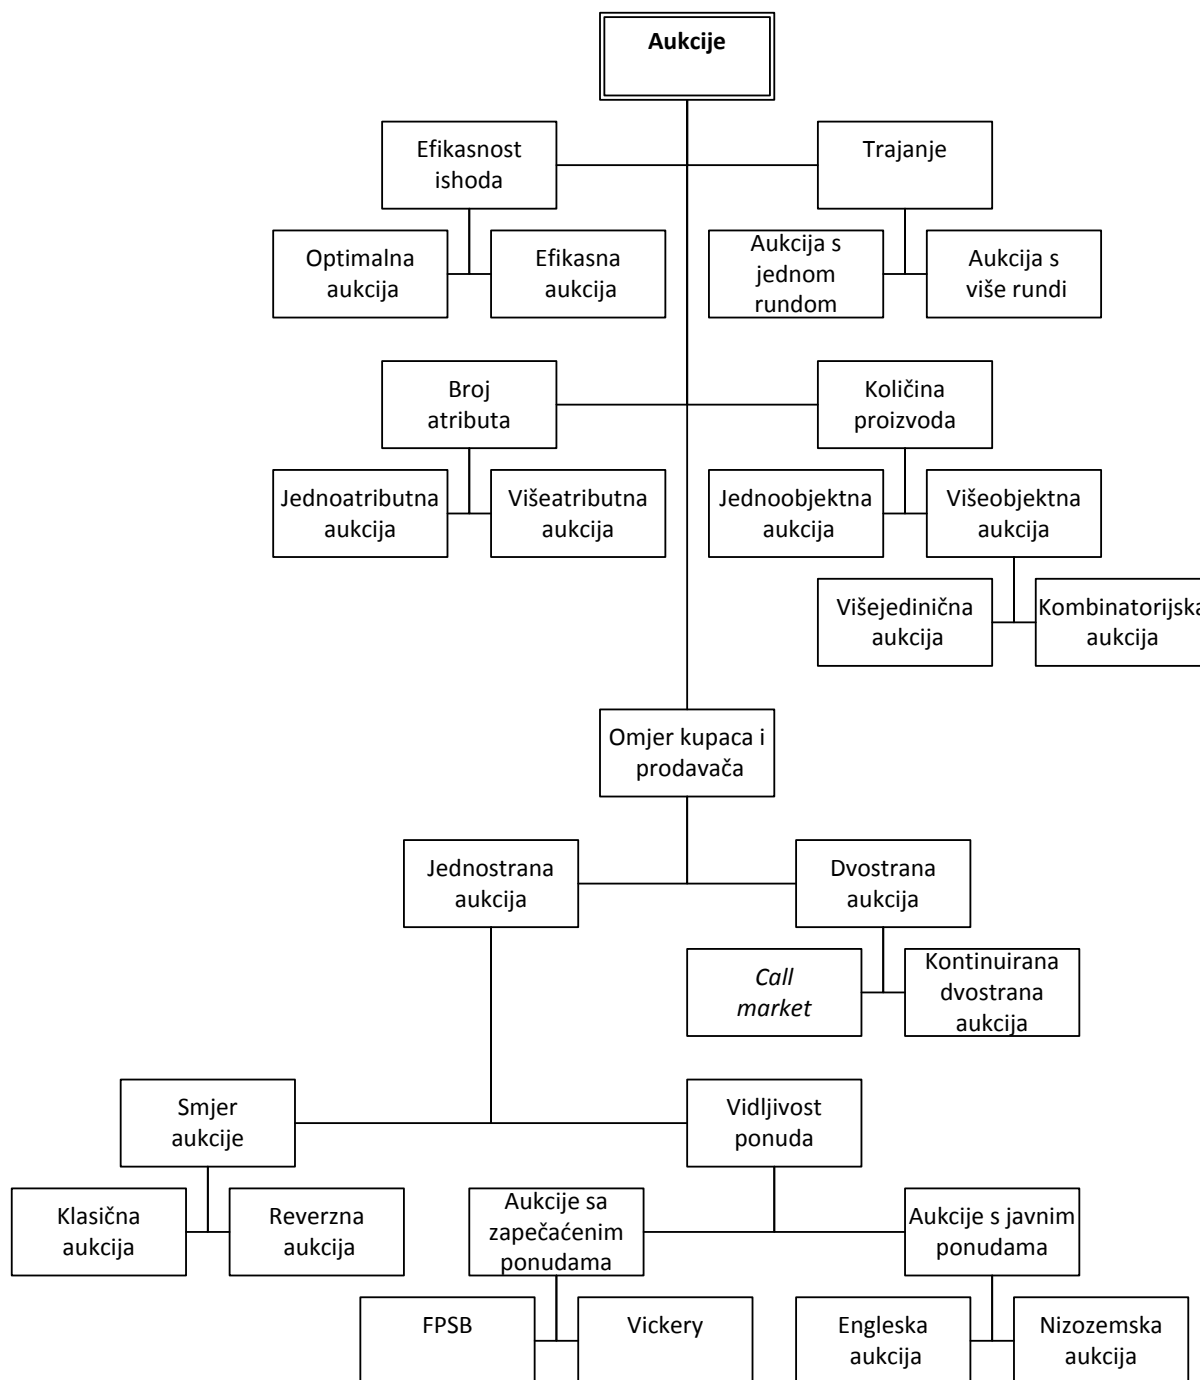 Aukcije
Efikasnost
ishoda
Trajanje
Optimalna
aukcija
Efikasna
aukcija
Aukcija s
jednom
rundom
Aukcija s
više rundi
Broj
atributa
Količina
proizvoda
Jednoatributna
aukcija
Višeatributna
aukcija
Jednoobjektna
aukcija
Višeobjektna
aukcija
Višejedinična
aukcija
Kombinatorijska
aukcija
Omjer kupaca i
prodavača
Jednostrana
aukcija
Dvostrana
aukcija
Call
market
Kontinuirana
dvostrana
aukcija
Smjer
aukcije
Vidljivost
ponuda
Klasična
aukcija
Reverzna
aukcija
Aukcije sa
zapečaćenim
ponudama
Aukcije s javnim
ponudama
FPSB
Vickery
Engleska
aukcija
Nizozemska
aukcija